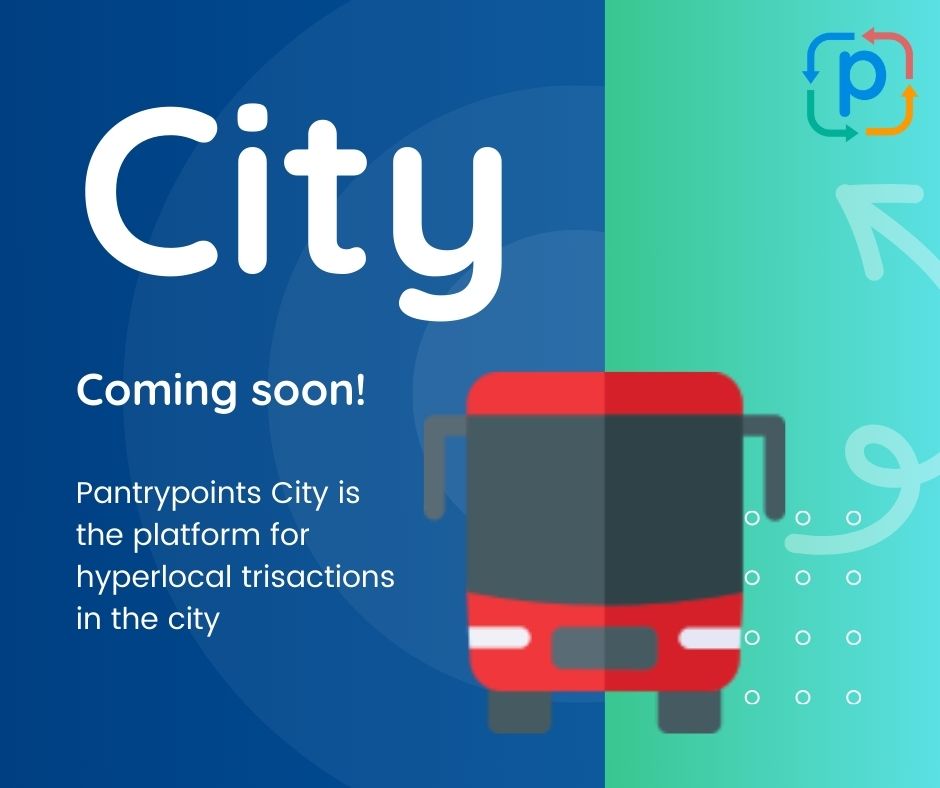 p
City
Coming soon!
Pantrypoints City is
the platform for
hyperlocal trisactions
in the city